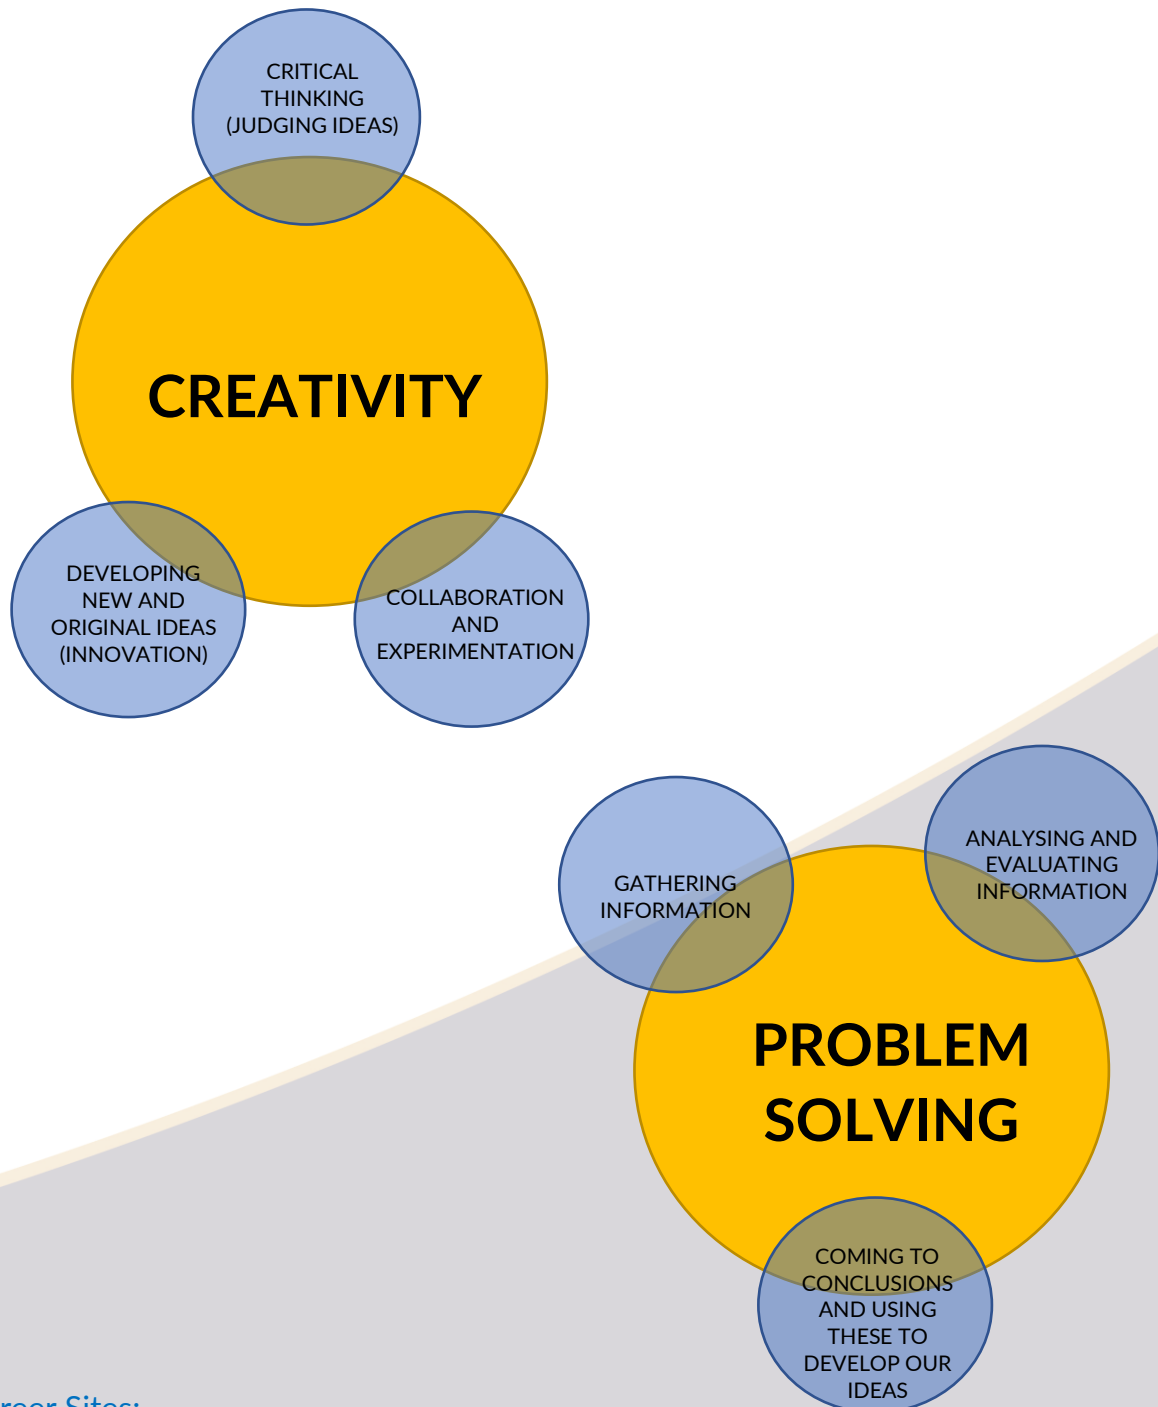 CRITICAL
THINKING
(JUDGING IDEAS)
CREATIVITY
DEVELOPING
NEW AND
ORIGINAL IDEAS
(INNOVATION)
COLLABORATION
AND
EXPERIMENTATION
GATHERING
INFORMATION
ANALYSING AND
EVALUATING
INFORMATION
PROBLEM
SOLVING
COMING TO
CONCLUSIONS
AND USING
THESE TO
DEVELOP OUR
IDEAS
Sites: